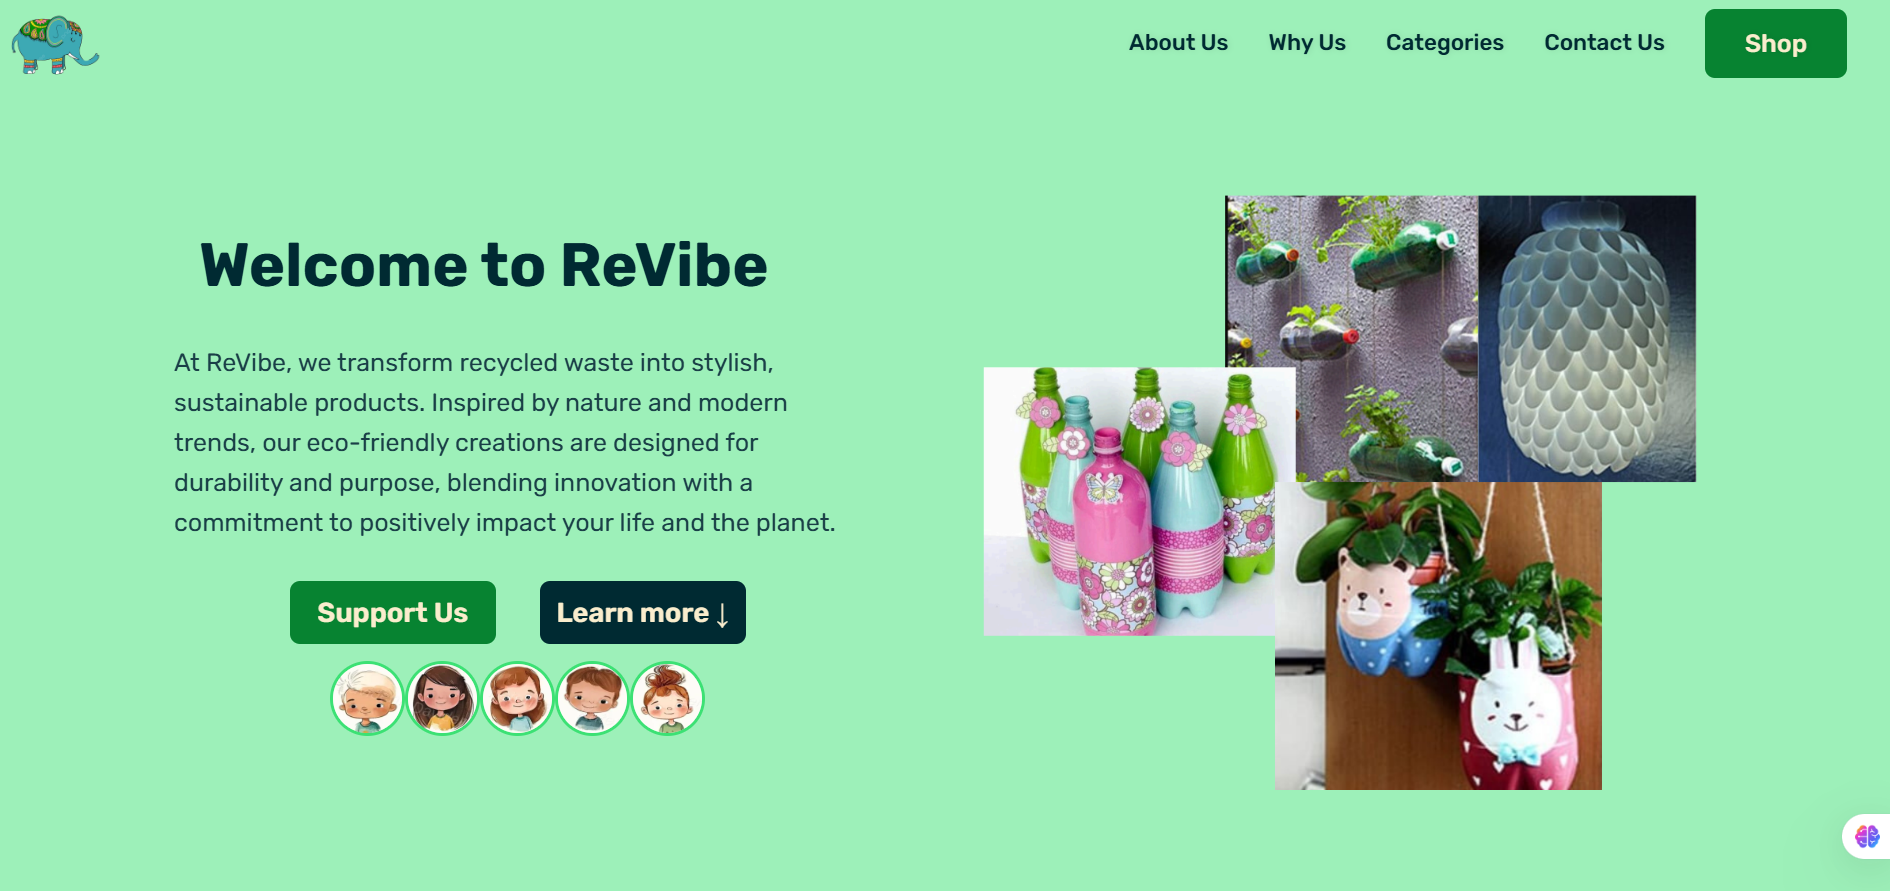 About Us
Why Us
Categories
Contact Us
Shop
Welcome to ReVibe
At ReVibe, we transform recycled waste into stylish,
sustainable products. Inspired by nature and modern
trends, our eco-friendly creations are designed for
durability and purpose, blending innovation with a
commitment to positively impact your life and the planet.
Support Us
Learn more ↓